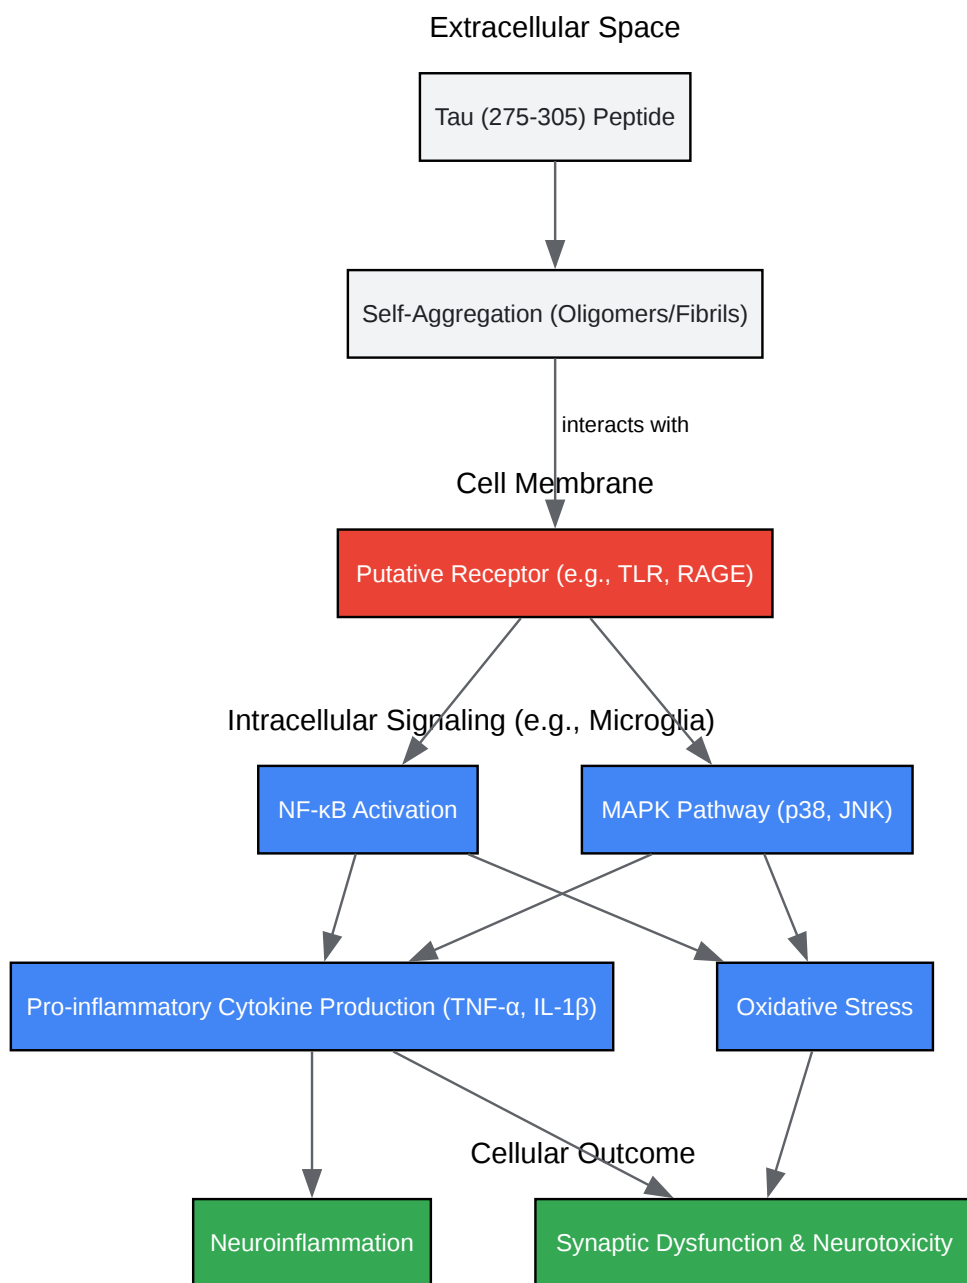 Extracellular Space
Tau (275-305) Peptide
Self-Aggregation (Oligomers/Fibrils)
interacts with
Cell Membrane
Putative Receptor (e.g., TLR, RAGE)
Intracellular Signaling (e.g., Microglia)
NF-κB Activation
MAPK Pathway (p38, JNK)
Pro-inflammatory Cytokine Production (TNF-α, IL-1β)
Oxidative Stress
Cellular Outcome
Neuroinflammation
Synaptic Dysfunction & Neurotoxicity